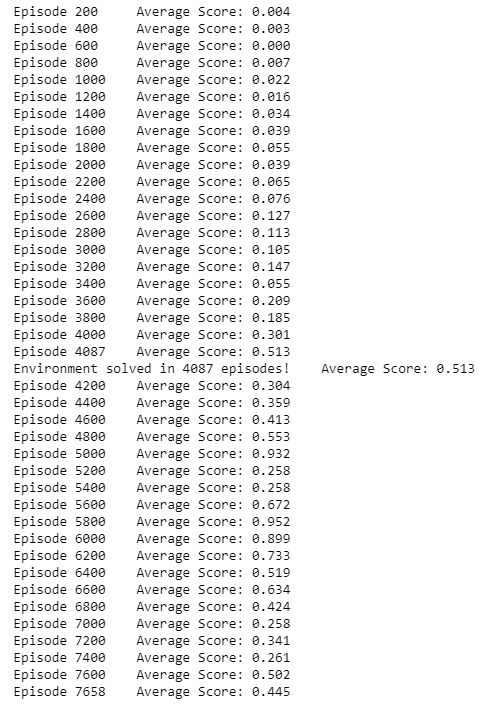 Episode 200	Average Score: 0.004
Episode 400	Average Score: 0.003
Episode 600	Average Score: 0.000
Episode 800	Average Score: 0.007
Episode 1000	Average Score: 0.022
Episode 1200	Average Score: 0.016
Episode 1400	Average Score: 0.034
Episode 1600	Average Score: 0.039
Episode 1800	Average Score: 0.055
Episode 2000	Average Score: 0.039
Episode 2200	Average Score: 0.065
Episode 2400	Average Score: 0.076
Episode 2600	Average Score: 0.127
Episode 2800	Average Score: 0.113
Episode 3000	Average Score: 0.105
Episode 3200	Average Score: 0.147
Episode 3400	Average Score: 0.055
Episode 3600	Average Score: 0.209
Episode 3800	Average Score: 0.185
Episode 4000	Average Score: 0.301
Episode 4087	Average Score: 0.513
Environment solved in 4087 episodes!	Average Score: 0.513
Episode 4200	Average Score: 0.304
Episode 4400	Average Score: 0.359
Episode 4600	Average Score: 0.413
Episode 4800	Average Score: 0.553
Episode 5000	Average Score: 0.932
Episode 5200	Average Score: 0.258
Episode 5400	Average Score: 0.258
Episode 5600	Average Score: 0.672
Episode 5800	Average Score: 0.952
Episode 6000	Average Score: 0.899
Episode 6200	Average Score: 0.733
Episode 6400	Average Score: 0.519
Episode 6600	Average Score: 0.634
Episode 6800	Average Score: 0.424
Episode 7000	Average Score: 0.258
Episode 7200	Average Score: 0.341
Episode 7400	Average Score: 0.261
Episode 7600	Average Score: 0.502
Episode 7658	Average Score: 0.445